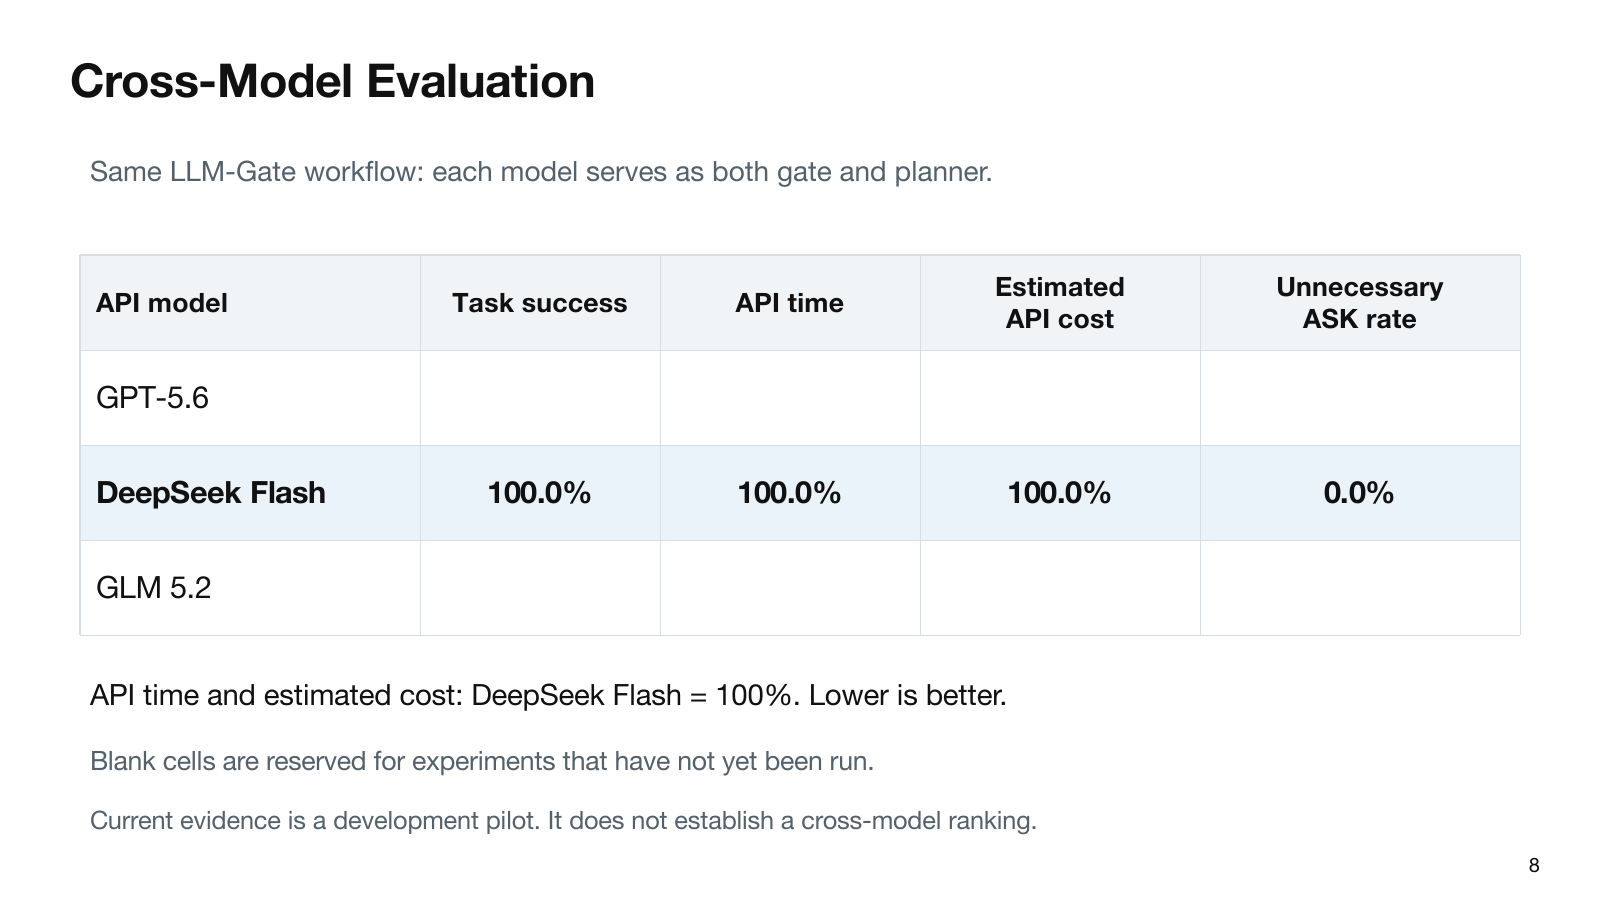 Cross-Model Evaluation
Same LLM-Gate workflow: each model serves as both gate and planner.
API model
Task success
API time
Estimated
API cost
Unnecessary
ASK rate
GPT-5.6
DeepSeek Flash
100.0%
100.0%
100.0%
0.0%
GLM 5.2
API time and estimated cost: DeepSeek Flash = 100%. Lower is better.
Blank cells are reserved for experiments that have not yet been run.
Current evidence is a development pilot. It does not establish a cross-model ranking.
8